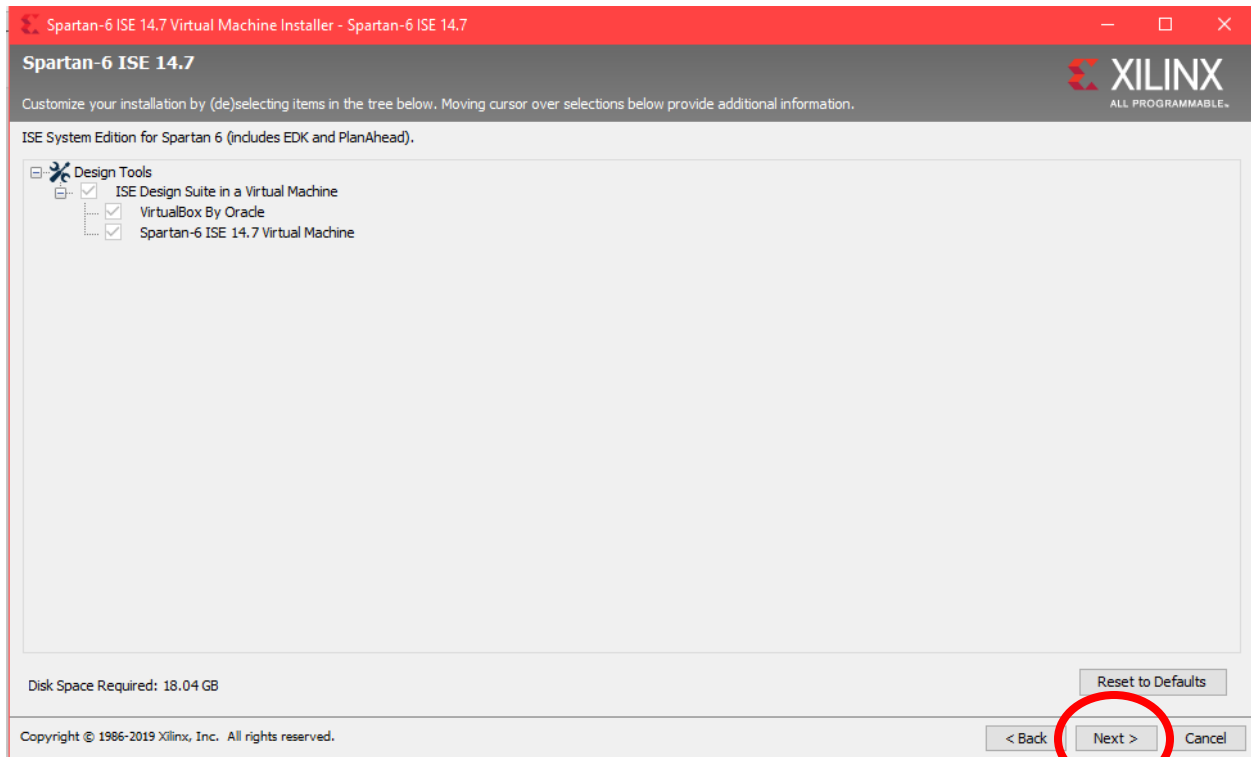 Spartan-6 ISE 14.7 Virtual Machine Installer - Spartan-6 ISE 14.7
Spartan-6 ISE 14.7
XILINX
ALL PROGRAMMABLE™
Customize your installation by (de)selecting items in the tree below. Moving cursor over selections below provide additional information.
ISE System Edition for Spartan 6 (includes EDK and PlanAhead).
Design Tools
ISE Design Suite in a Virtual Machine
VirtualBox By Oracle
Spartan-6 ISE 14.7 Virtual Machine
Disk Space Required: 18.04 GB
Reset to Defaults
Copyright © 1986-2019 Xilinx, Inc. All rights reserved.
< Back
Next >
Cancel